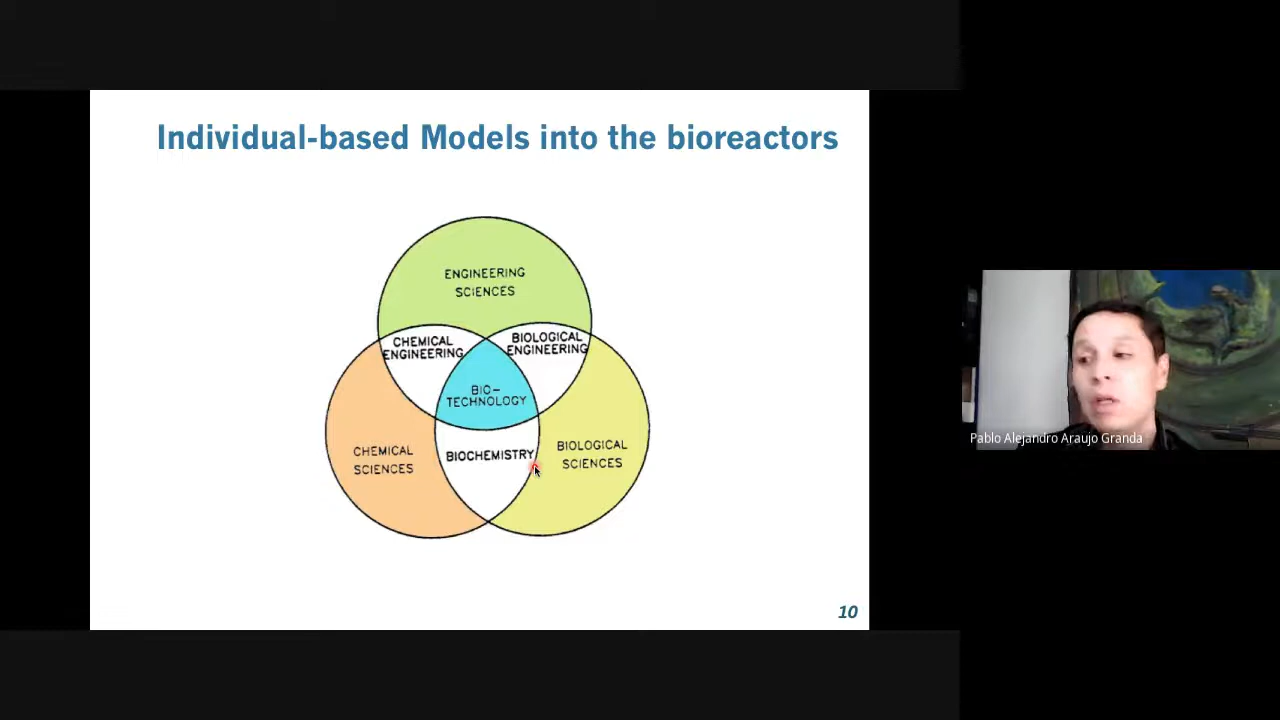 Individual-based Models into the bioreactors
ENGINEERING
SCIENCES
CHEMICAL
ENGINEERING
BIOLOGICAL
ENGINEERING
BIO-
TECHNOLOGY
CHEMICAL
SCIENCES
BIOCHEMISTRY
BIOLOGICAL
SCIENCES
10
Pablo Alejandro Araujo Granda